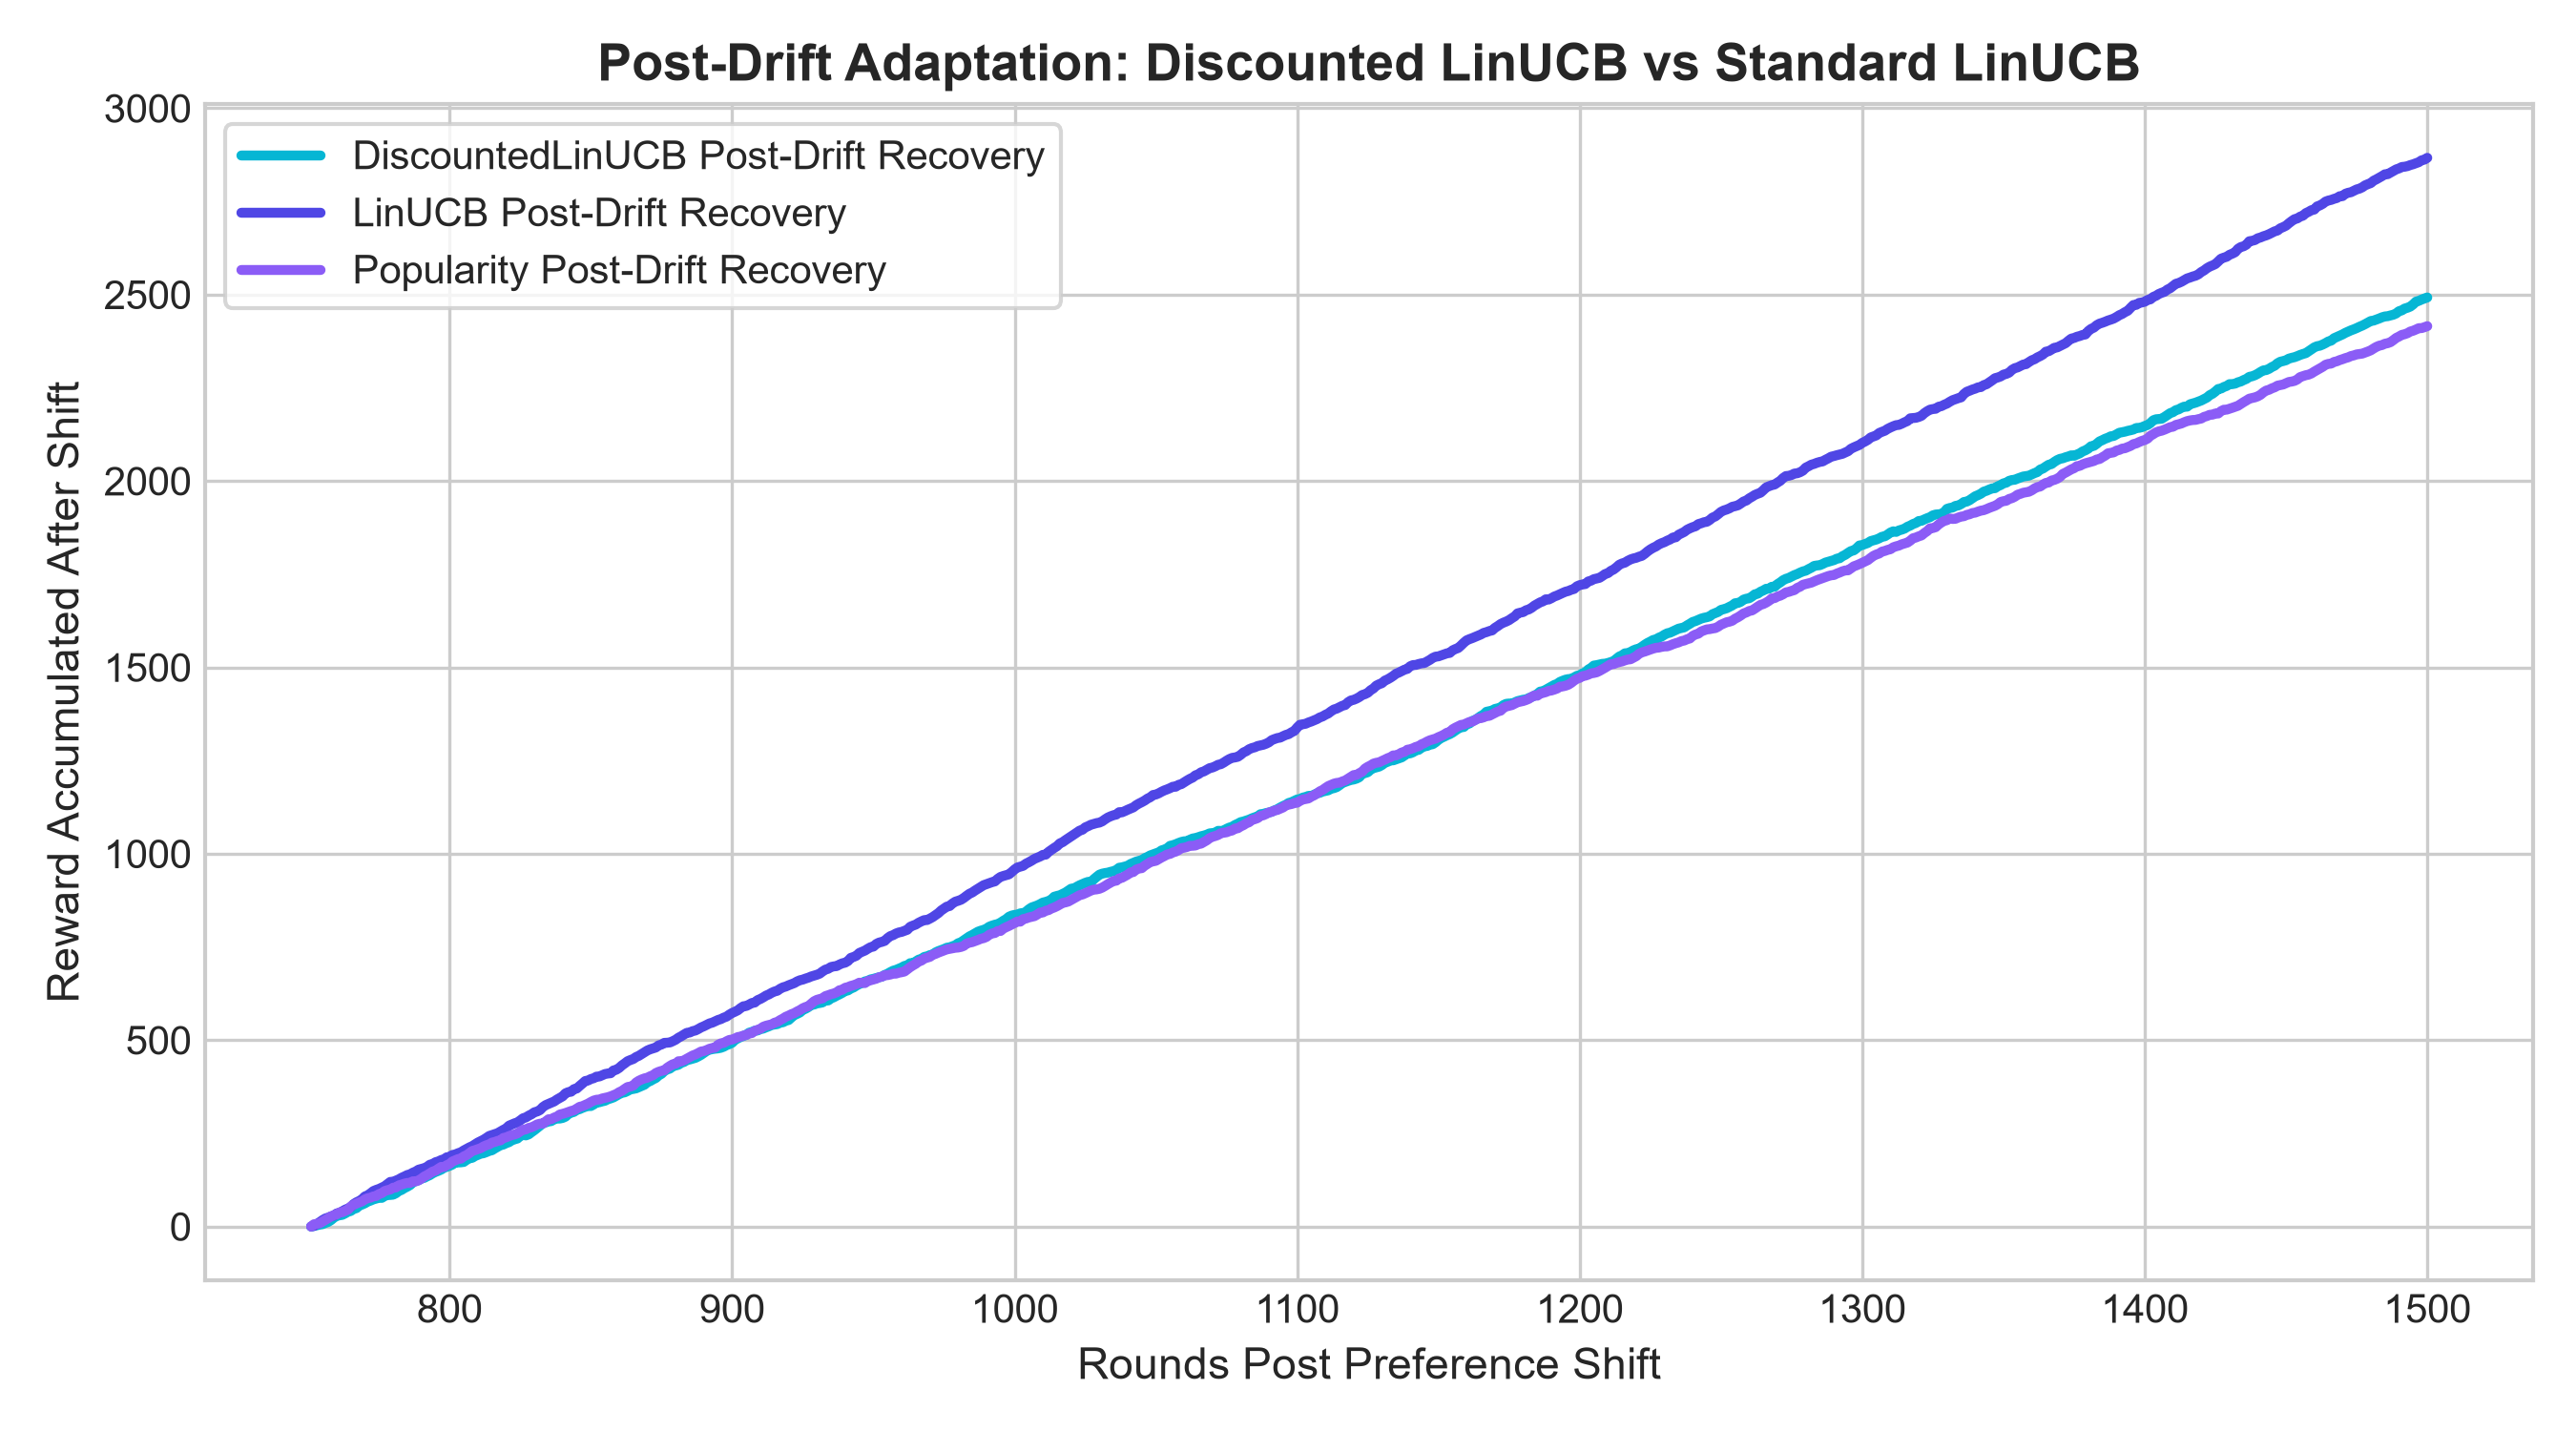 Post-Drift Adaptation: Discounted LinUCB vs Standard LinUCB
DiscountedLinUCB Post-Drift Recovery
LinUCB Post-Drift Recovery
Popularity Post-Drift Recovery
Reward Accumulated After Shift
3000
2500
2000
1500
1000
500
0
800 900 1000 1100 1200 1300 1400 1500
Rounds Post Preference Shift